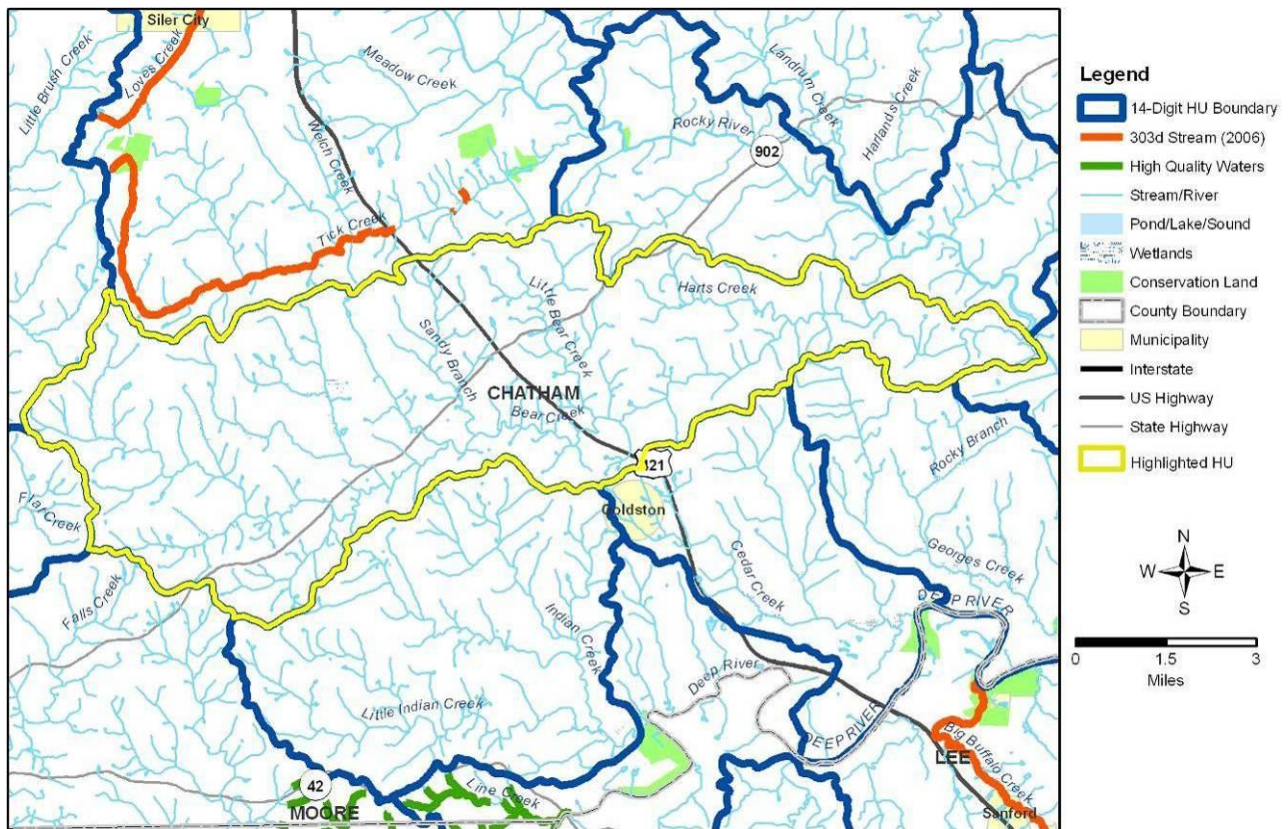 Siler City
Little Brush Creek
Loves Creek
Meadow Creek
Landrum Creek
Harlands Creek
Rocky River
902
Welch Creek
Tick Creek
Harts Creek
Little Bear Creek
Sandy Branch
CHATHAM
Bear Creek
Rocky Branch
421
Goldston
Flat Creek
Falls Creek
Cedar Creek
Georges Creek
DEEP RIVER
Indian Creek
Deep River
Little Indian Creek
DEEP RIVER
Big Buffalo Creek
LEE
42
Line Creek
MOORE
Sanford
Legend
14-Digit HU Boundary
303d Stream (2006)
High Quality Waters
Stream/River
Pond/Lake/Sound
Wetlands
Conservation Land
County Boundary
Municipality
Interstate
US Highway
State Highway
Highlighted HU
N
W E
S
0 1.5 3
Miles